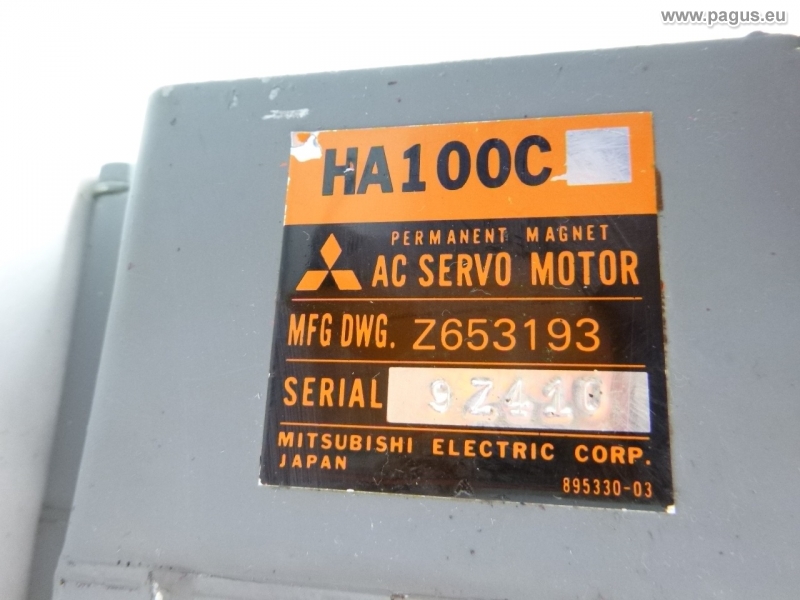 www.pagus.eu
HA100C
PERMANENT MAGNET
AC SERVO MOTOR
MFG DWG. Z653193
SERIAL 9Z410
MITSUBISHI ELECTRIC CORP.
JAPAN
895330-03